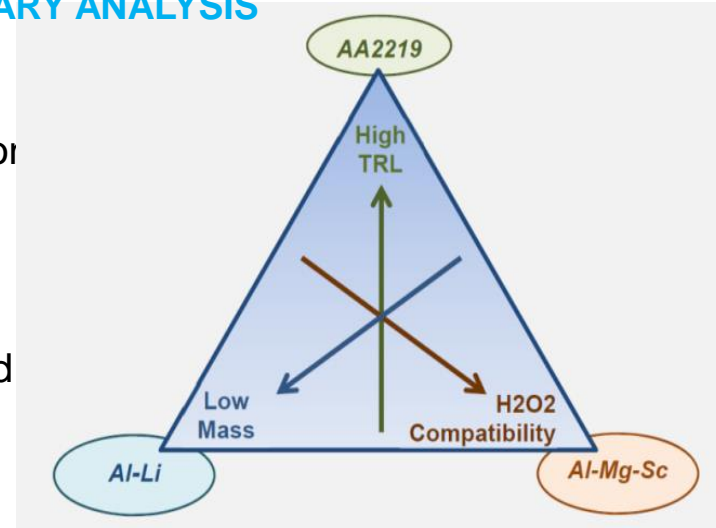 ARY ANALYSIS
AA2219
High
TRL
Low
Mass
H2O2
Compatibility
Al-Li
Al-Mg-Sc